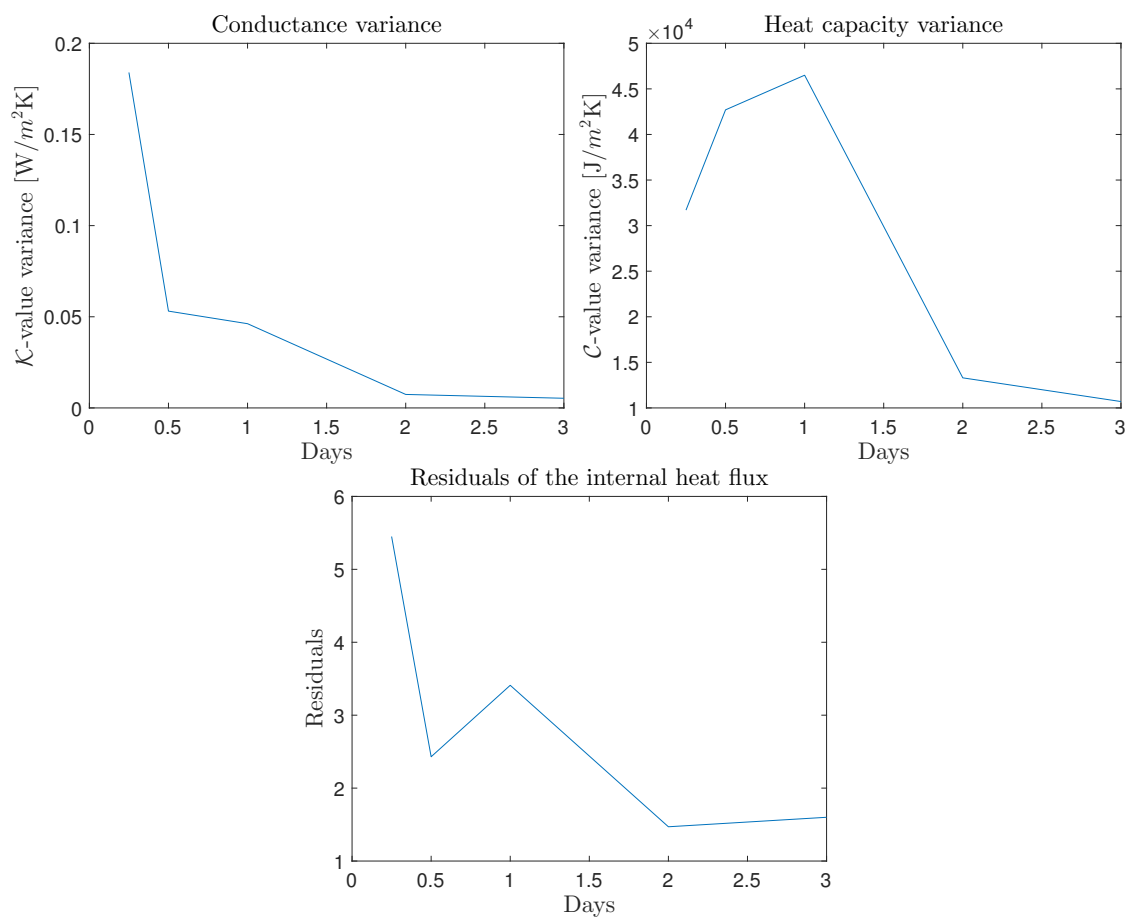 Conductance variance
0.2
0.15
0.1
0.05
0
0 0.5 1 1.5 2 2.5 3
Days
𝒦-value variance [W/m²K]
Heat capacity variance
×10⁴
5
4.5
4
3.5
3
2.5
2
1.5
1
0 0.5 1 1.5 2 2.5 3
Days
𝒞-value variance [J/m²K]
Residuals of the internal heat flux
6
5
4
3
2
1
0 0.5 1 1.5 2 2.5 3
Days
Residuals